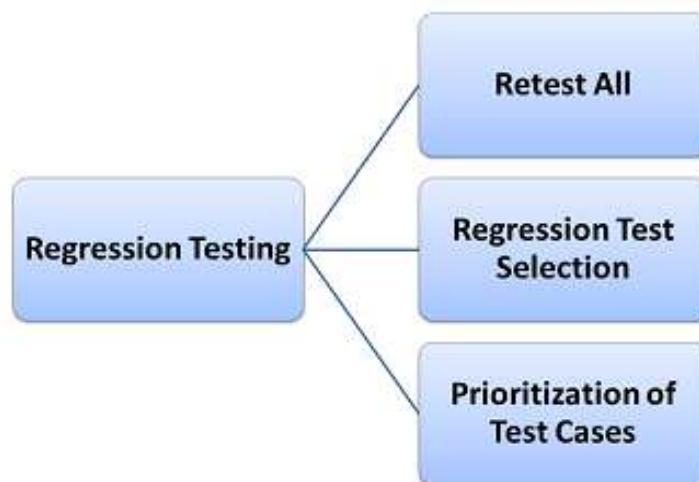 Retest All
Regression Testing
Regression Test
Selection
Prioritization of
Test Cases